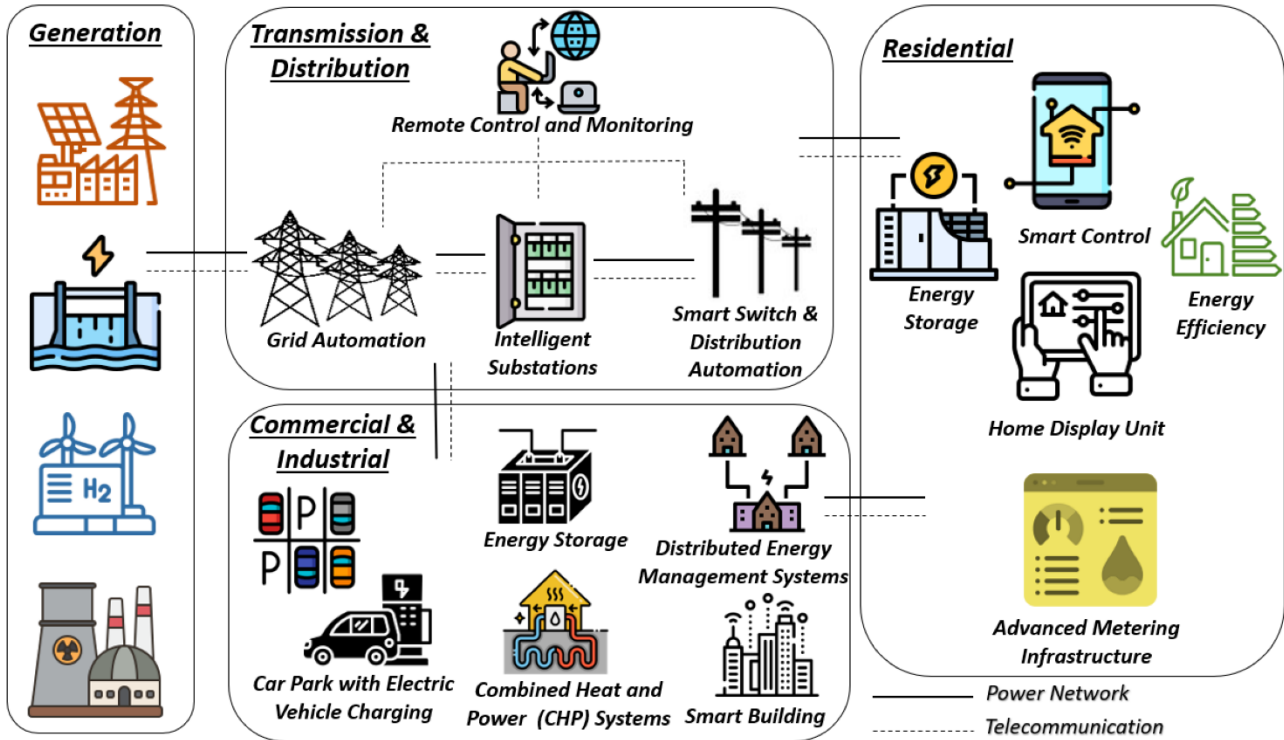 Generation
H2
Transmission &
Distribution
Remote Control and Monitoring
Grid Automation
Intelligent
Substations
Smart Switch &
Distribution
Automation
Commercial &
Industrial
P
P
Car Park with Electric
Vehicle Charging
Energy Storage
Combined Heat and
Power (CHP) Systems
Distributed Energy
Management Systems
Smart Building
Residential
Energy
Storage
Smart Control
Energy
Efficiency
Home Display Unit
Advanced Metering
Infrastructure
Power Network
Telecommunication